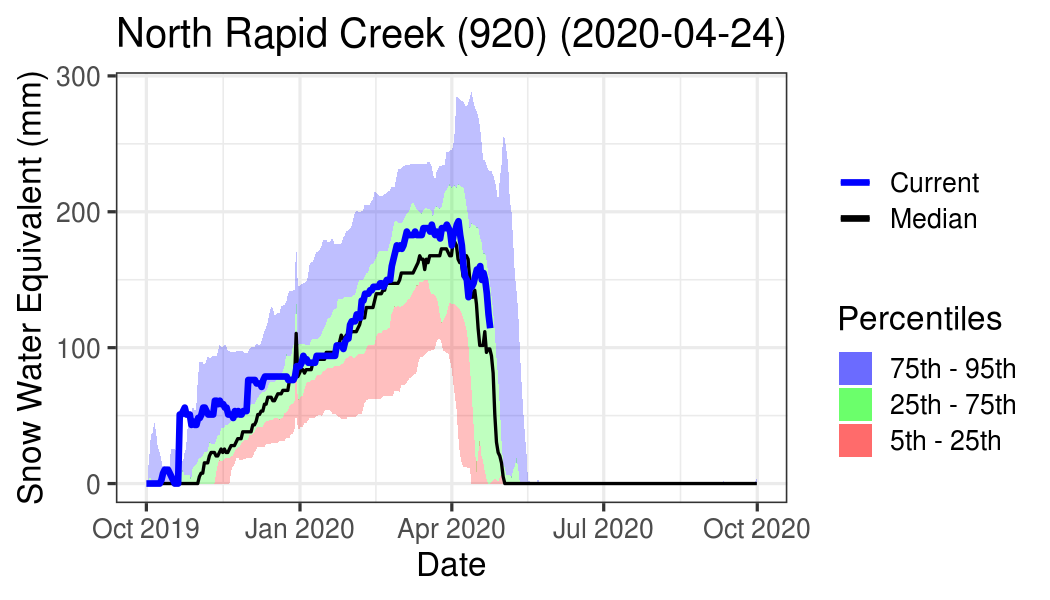 North Rapid Creek (920) (2020-04-24)
Snow Water Equivalent (mm)
300
200
100
0
Oct 2019
Jan 2020
Apr 2020
Jul 2020
Oct 2020
Date
Current
Median
Percentiles
75th - 95th
25th - 75th
5th - 25th